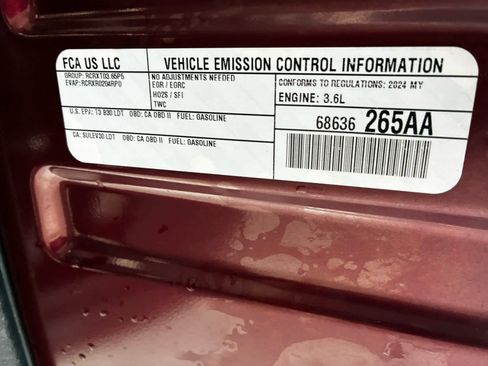 FCA US LLC
VEHICLE EMISSION CONTROL INFORMATION
GROUP: RCRXT03.65P5
EVAP: RCRXR0204RP0
NO ADJUSTMENTS NEEDED
EGR / EGRC
HO2S / SFI
TWC
CONFORMS TO REGULATIONS: 2024 MY
ENGINE: 3.6L
U.S. EPA: T3 B30 LDT OBD: CA OBD II FUEL: GASOLINE
CA: SULEV30 LDT OBD: CA OBD II FUEL: GASOLINE
68636 265AA